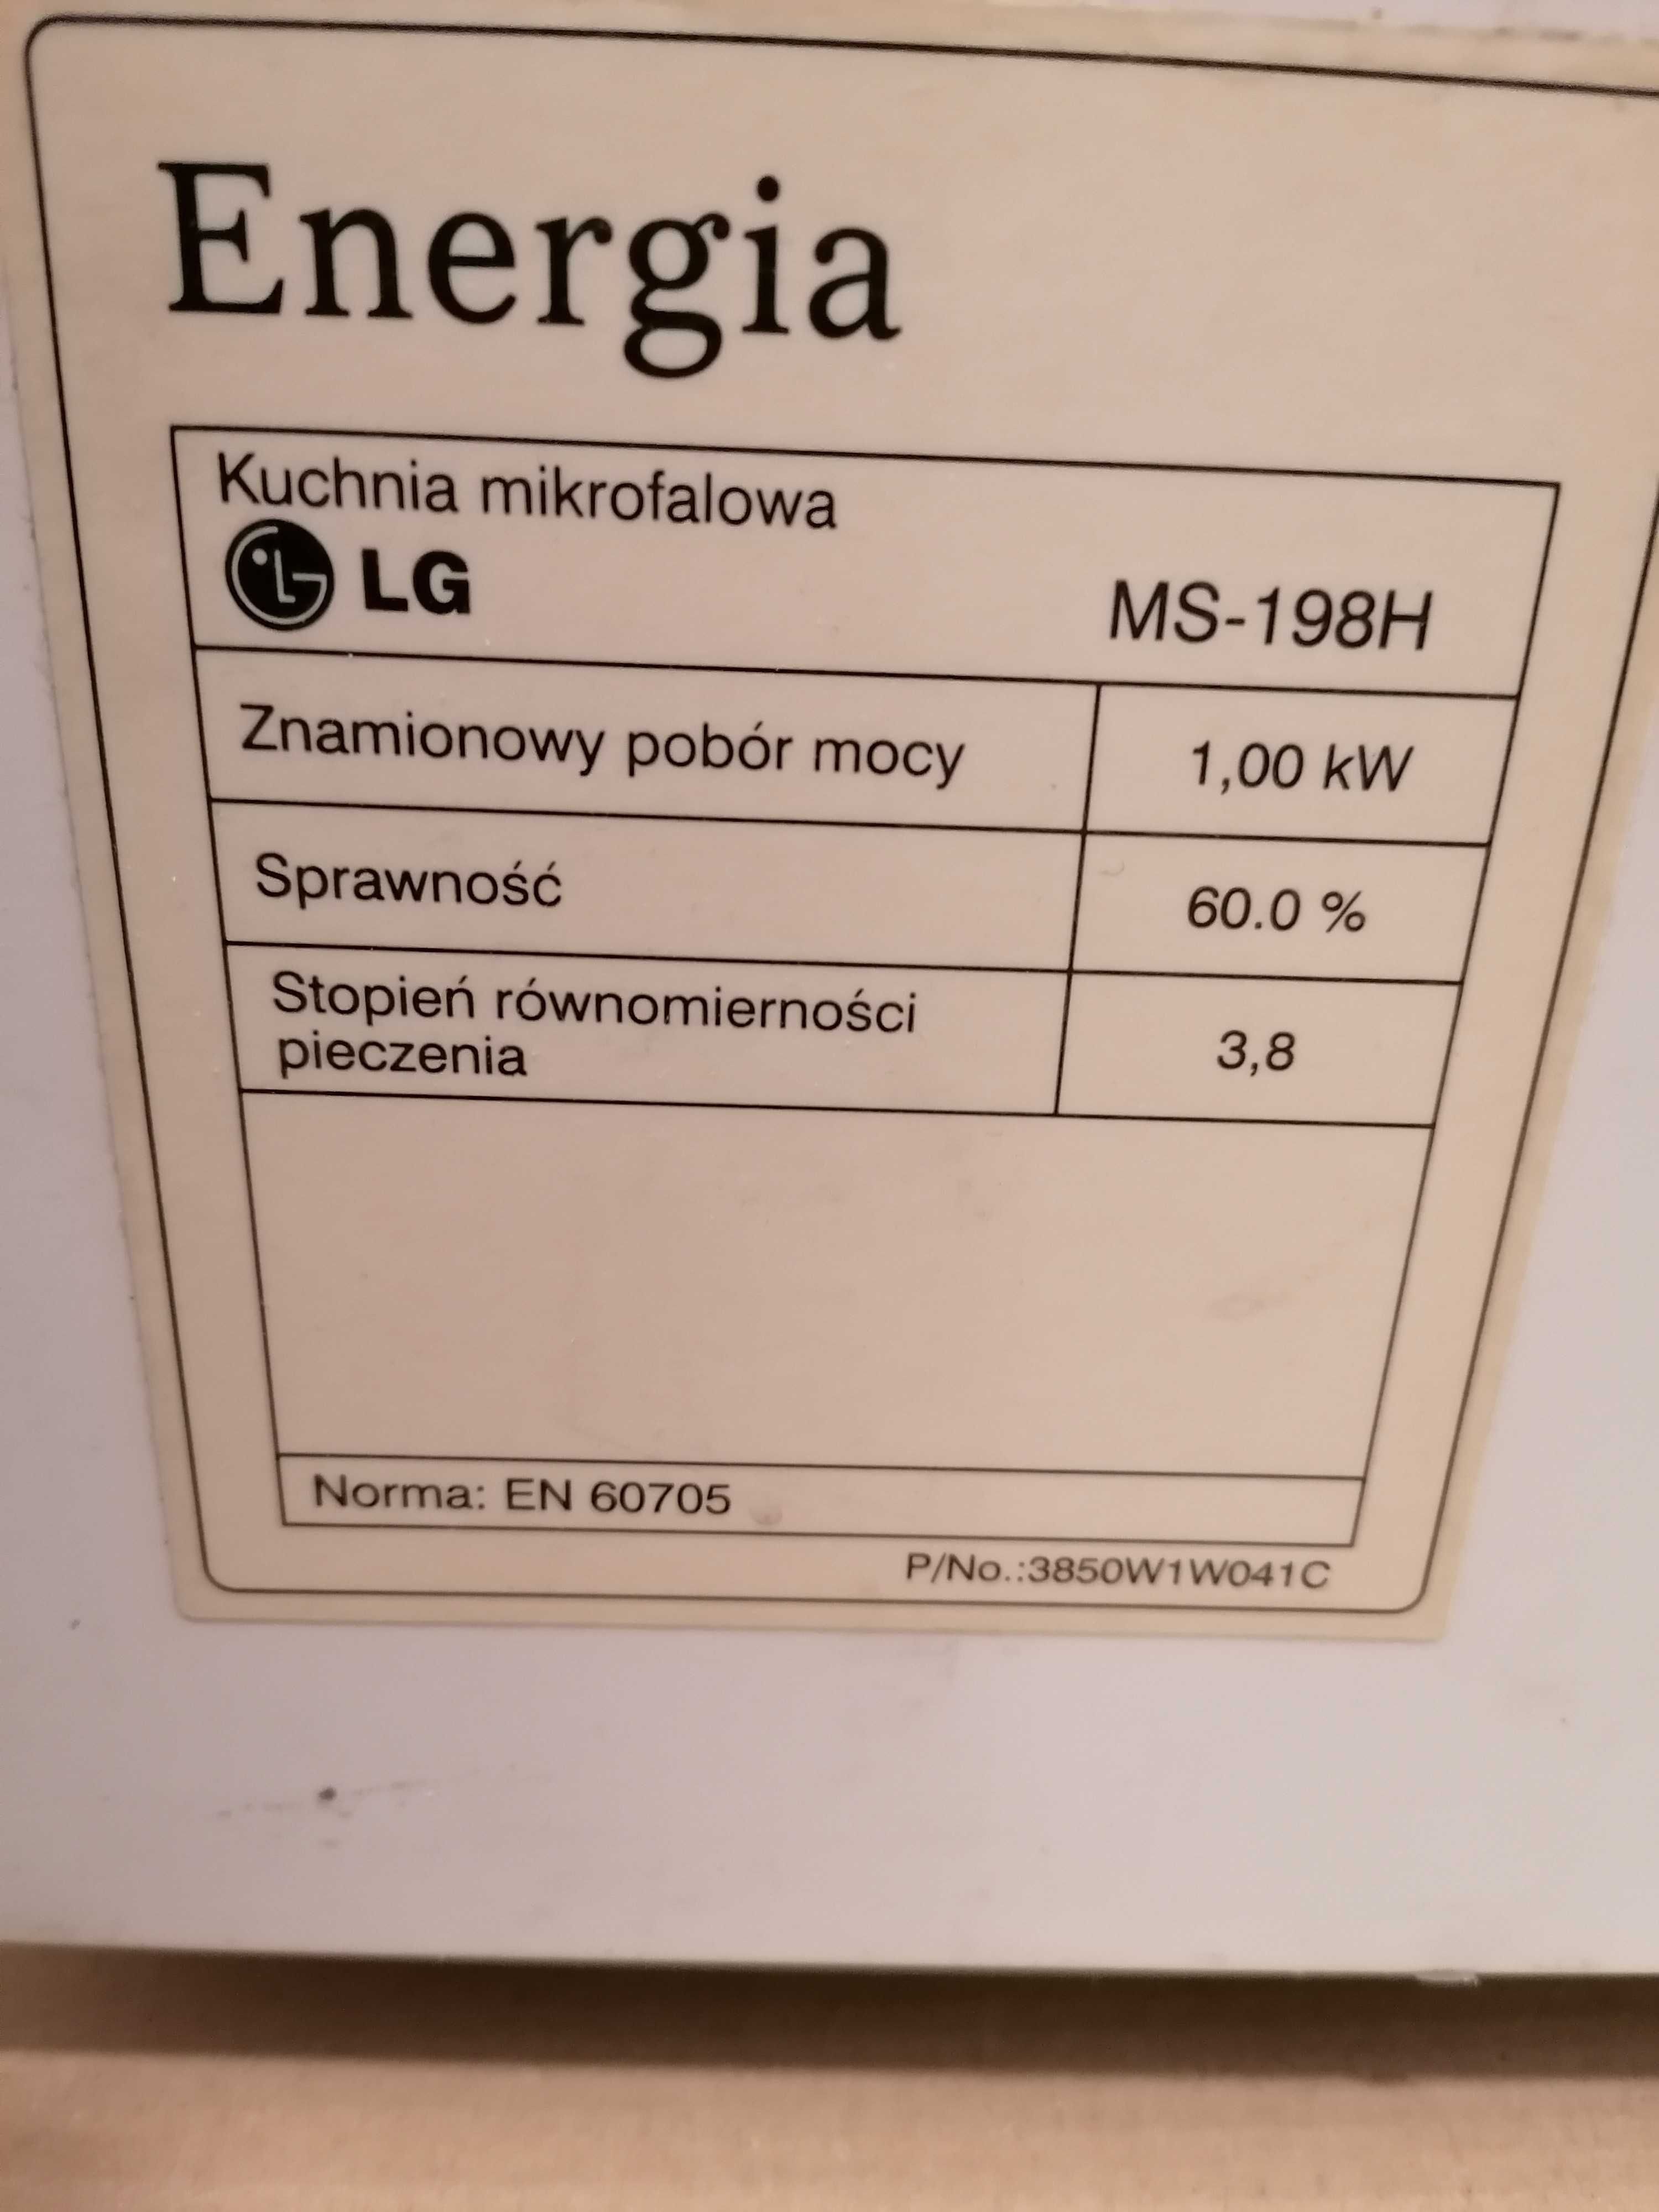 Energia
Kuchnia mikrofalowa
LG
MS-198H
Znamionowy pobór mocy 1,00 kW
Sprawność 60.0 %
Stopień równomierności
pieczenia 3,8
Norma: EN 60705
P/No.:3850W1W041C